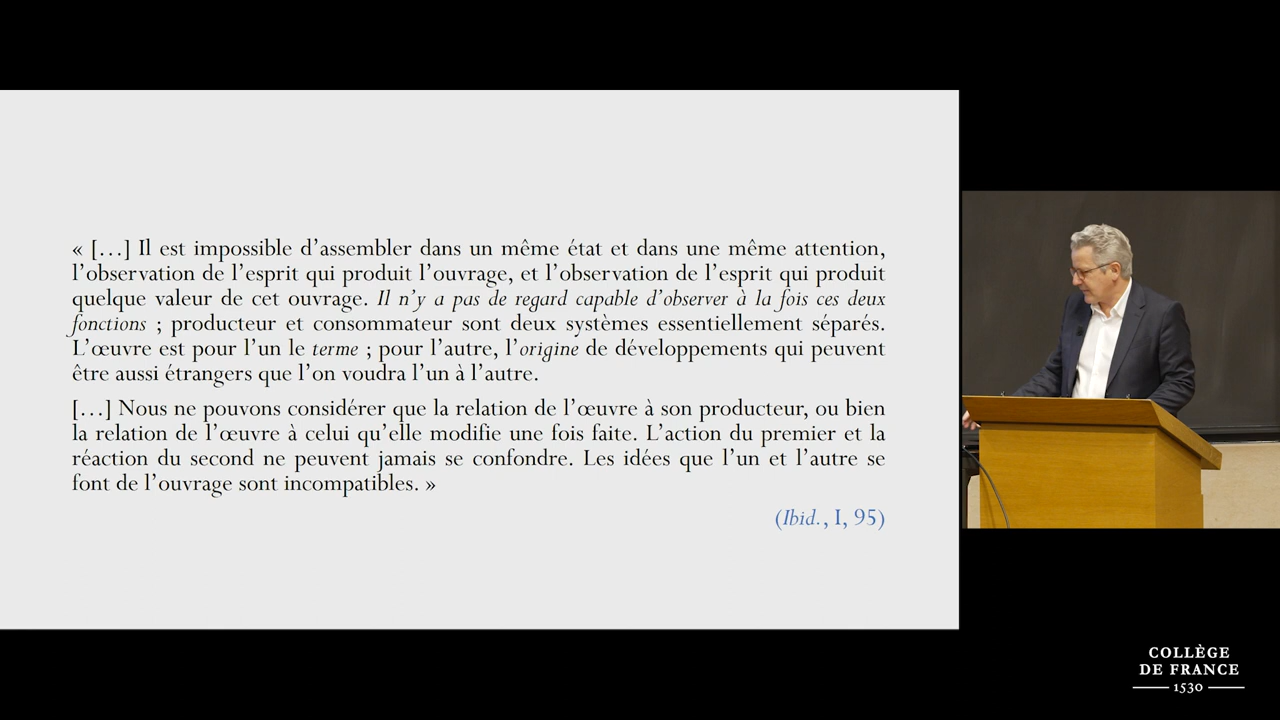 « […] Il est impossible d’assembler dans un même état et dans une même attention,
l’observation de l’esprit qui produit l’ouvrage, et l’observation de l’esprit qui produit
quelque valeur de cet ouvrage. Il n’y a pas de regard capable d’observer à la fois ces deux
fonctions ; producteur et consommateur sont deux systèmes essentiellement séparés.
L’œuvre est pour l’un le terme ; pour l’autre, l’origine de développements qui peuvent
être aussi étrangers que l’on voudra l’un à l’autre.
[…] Nous ne pouvons considérer que la relation de l’œuvre à son producteur, ou bien
la relation de l’œuvre à celui qu’elle modifie une fois faite. L’action du premier et la
réaction du second ne peuvent jamais se confondre. Les idées que l’un et l’autre se
font de l’ouvrage sont incompatibles. »
(Ibid., I, 95)
COLLÈGE
DE FRANCE
1530